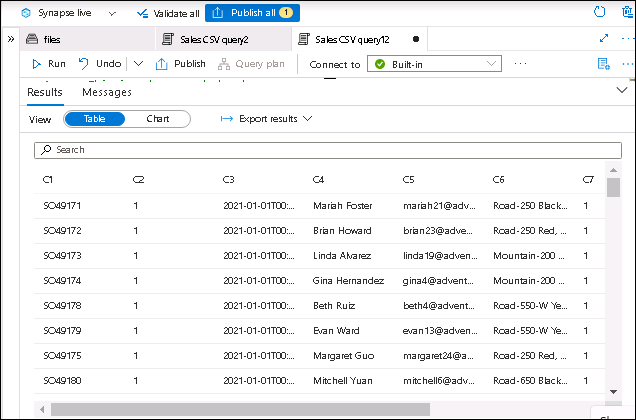 Synapse live Validate all Publish all 1
files Sales CSV query2 Sales CSV query12
Run Undo Publish Query plan Connect to Built-in
Results Messages
View Table Chart Export results
Search
C1 C2 C3 C4 C5 C6 C7
SO49171 1 2021-01-01T00:... Mariah Foster mariah21@adv... Road-250 Black... 1
SO49172 1 2021-01-01T00:... Brian Howard brian23@adve... Road-250 Red, ... 1
SO49173 1 2021-01-01T00:... Linda Alvarez linda19@adve... Mountain-200 ... 1
SO49174 1 2021-01-01T00:... Gina Hernandez gina4@advent... Mountain-200 ... 1
SO49178 1 2021-01-01T00:... Beth Ruiz beth4@advent... Road-550-W Ye... 1
SO49179 1 2021-01-01T00:... Evan Ward evan13@adven... Road-550-W Ye... 1
SO49175 1 2021-01-01T00:... Margaret Guo margaret24@a... Road-250 Red, ... 1
SO49180 1 2021-01-01T00:... Mitchell Yuan mitchell6@adv... Road-650 Black... 1